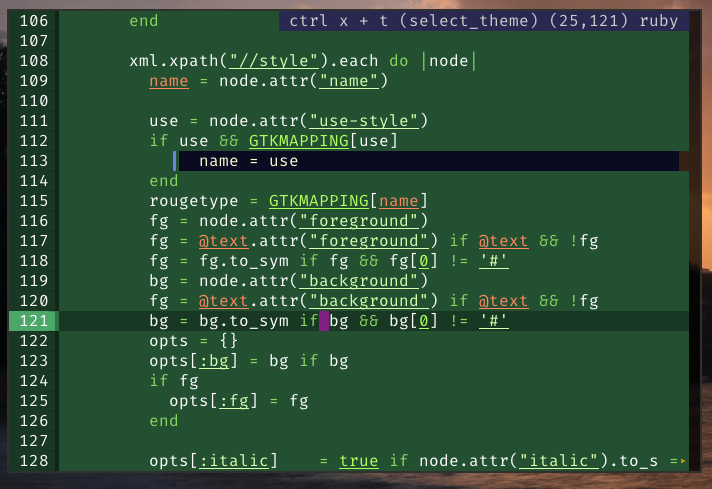 106 end ctrl x + t (select_theme) (25,121) ruby
107
108 xml.xpath("//style").each do |node|
109 name = node.attr("name")
110
111 use = node.attr("use-style")
112 if use && GTKMAPPING[use]
113 name = use
114 end
115 rougetype = GTKMAPPING[name]
116 fg = node.attr("foreground")
117 fg = @text.attr("foreground") if @text && !fg
118 fg = fg.to_sym if fg && fg[0] != '#'
119 bg = node.attr("background")
120 fg = @text.attr("background") if @text && !fg
121 bg = bg.to_sym if bg && bg[0] != '#'
122 opts = {}
123 opts[:bg] = bg if bg
124 if fg
125 opts[:fg] = fg
126 end
127
128 opts[:italic] = true if node.attr("italic").to_s =